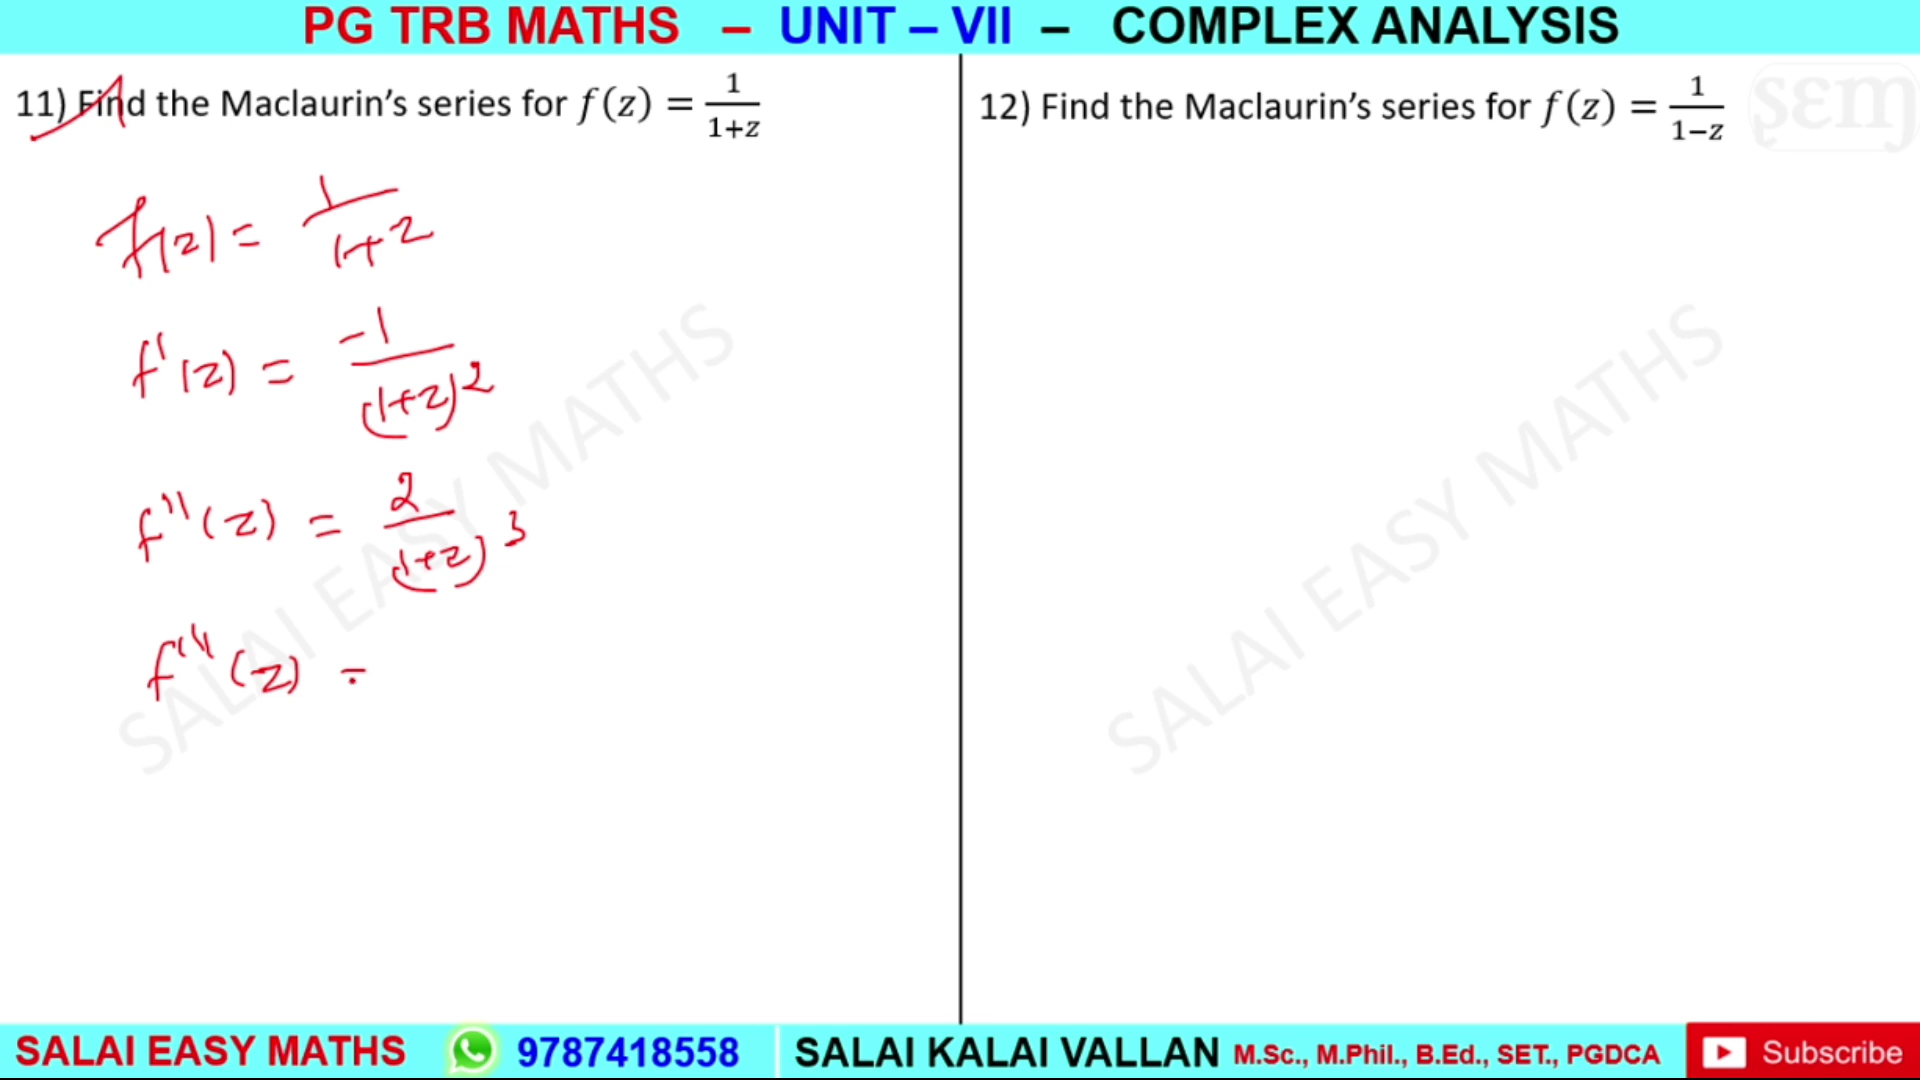 PG TRB MATHS – UNIT – VII – COMPLEX ANALYSIS
11) Find the Maclaurin’s series for f(z) = 1/(1+z)
f(z) = 1/(1+z)
f'(z) = -1/(1+z)²
f''(z) = 2/(1+z)³
f'''(z) =
SALAI EASY MATHS
12) Find the Maclaurin’s series for f(z) = 1/(1−z)
sɛm
SALAI EASY MATHS
SALAI EASY MATHS 9787418558 SALAI KALAI VALLAN M.Sc., M.Phil., B.Ed., SET., PGDCA Subscribe